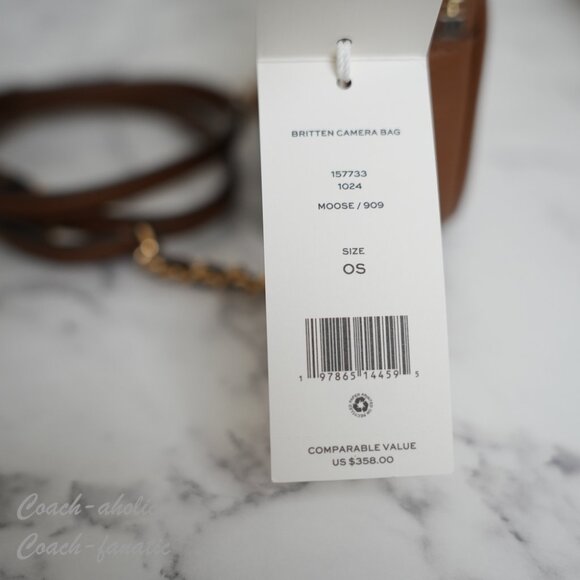 BRITTEN CAMERA BAG
157733
1024
MOOSE / 909
SIZE
OS
1 97865 14459 5
COMPARABLE VALUE
US $358.00
Coach-aholic
Coach-fanatic